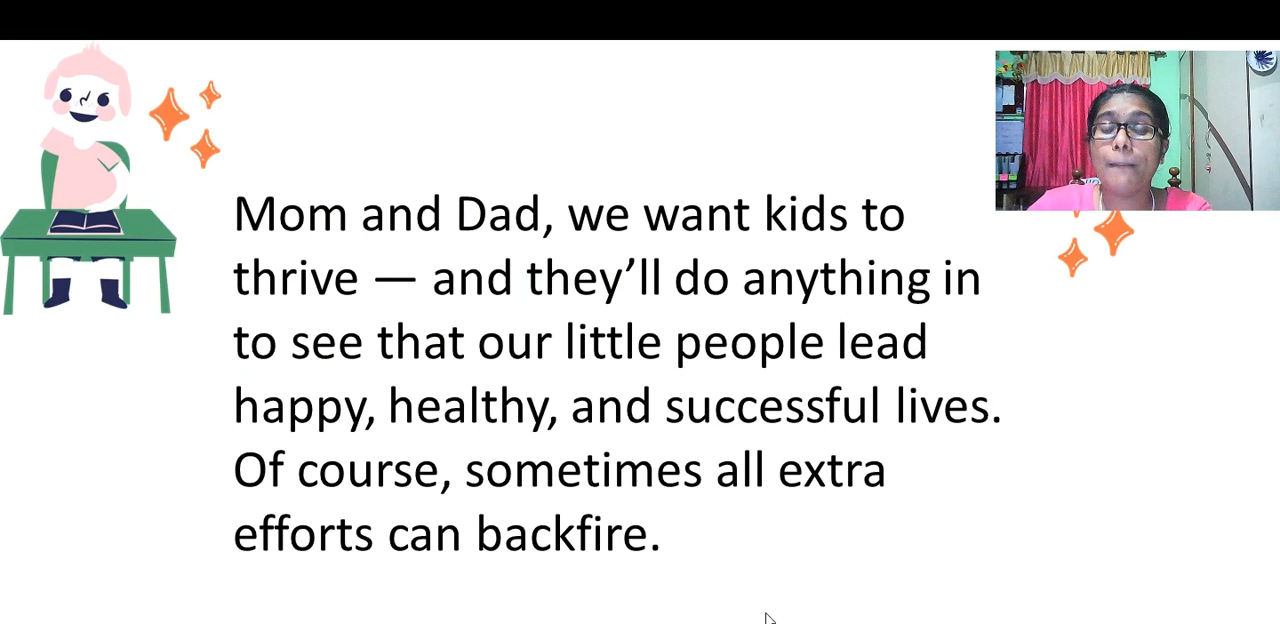 Mom and Dad, we want kids to
thrive — and they’ll do anything in
to see that our little people lead
happy, healthy, and successful lives.
Of course, sometimes all extra
efforts can backfire.